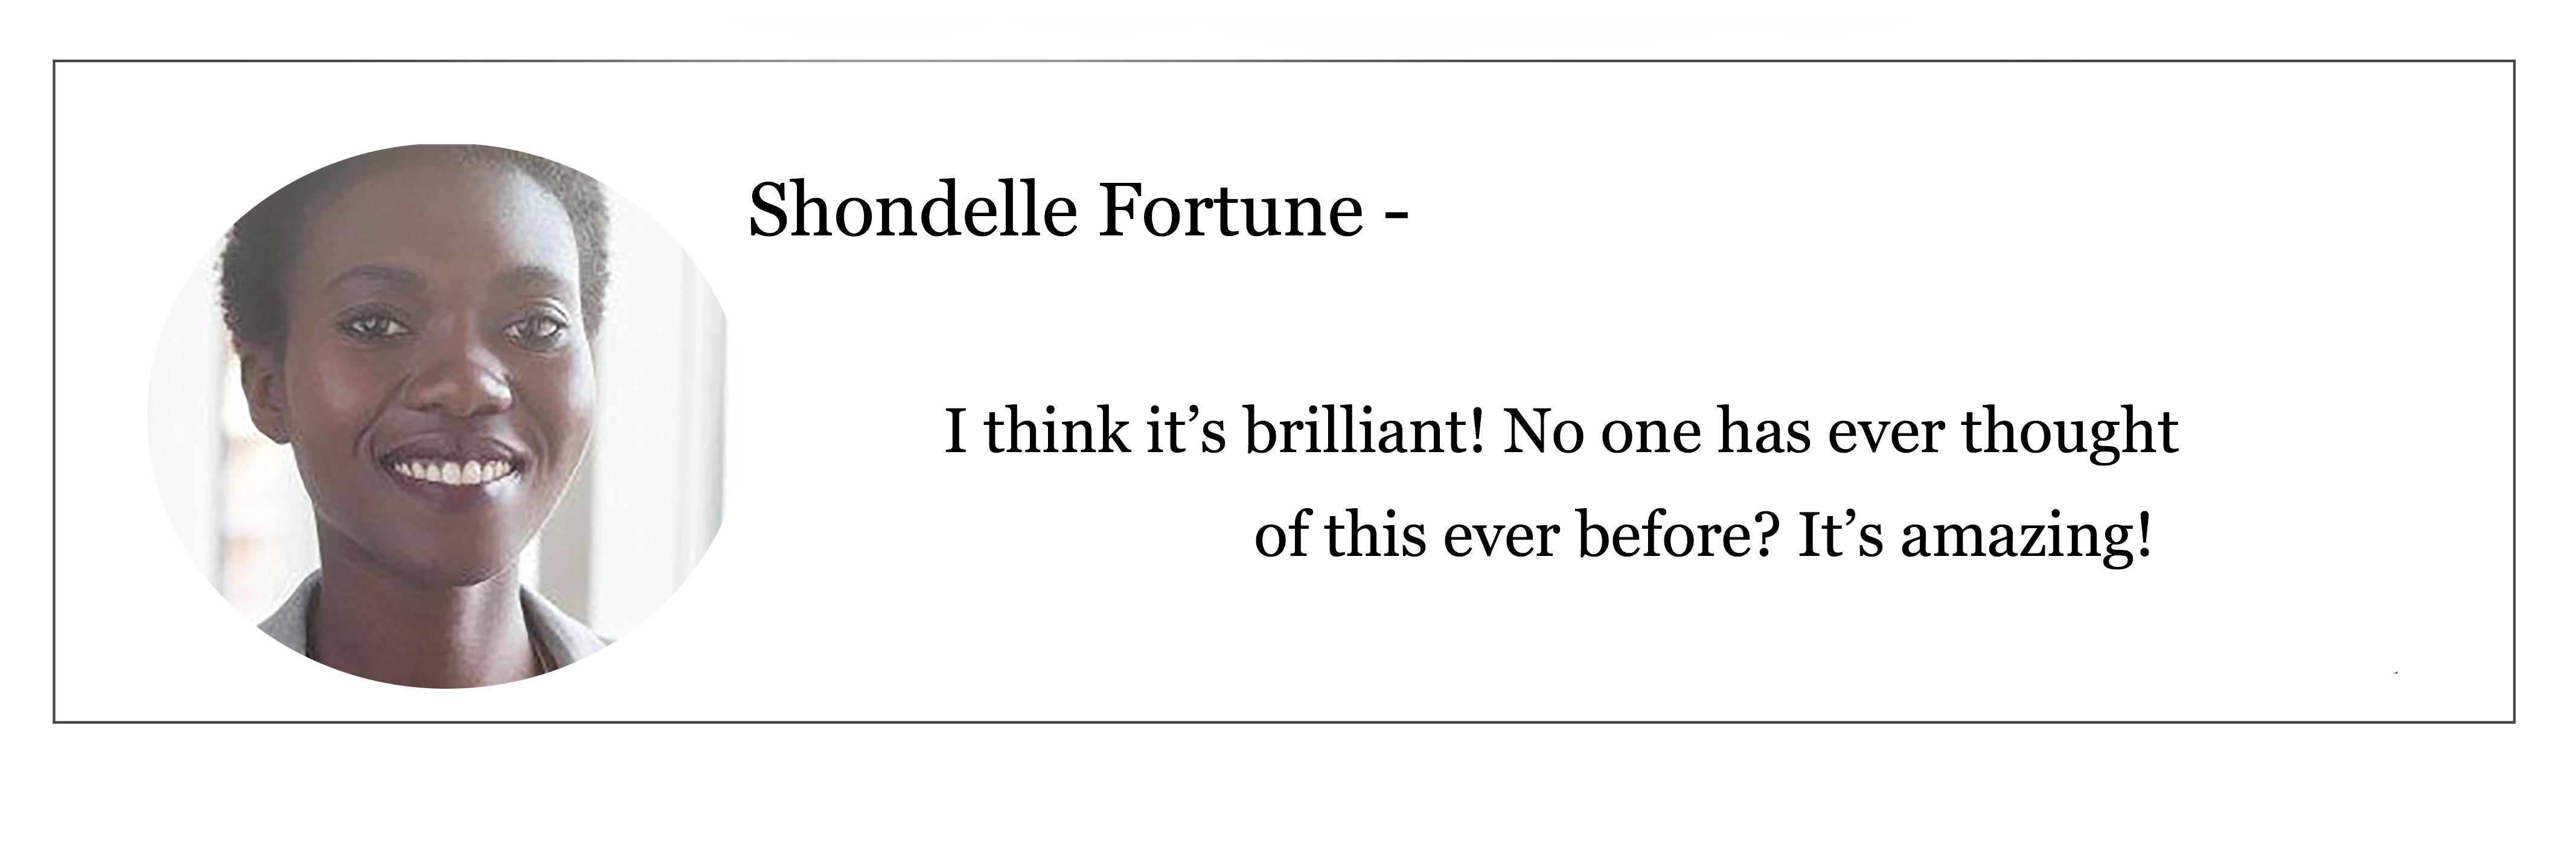 Shondelle Fortune -
I think it’s brilliant! No one has ever thought
of this ever before? It’s amazing!